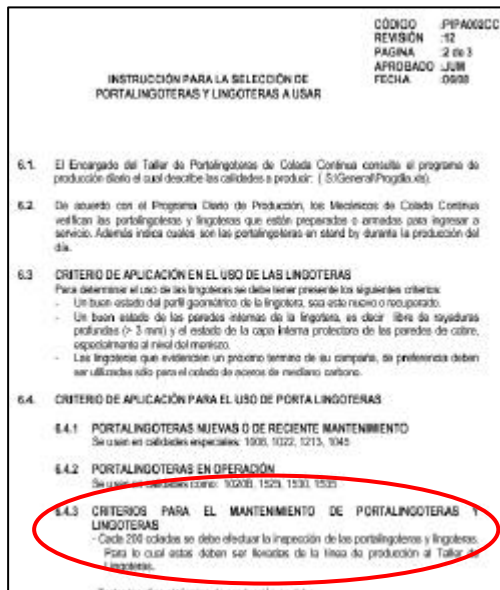 CÓDIGO :PIPA002CC
REVISIÓN :12
PAGINA :2 de 3
APROBADO :JUM
FECHA :06/08
INSTRUCCIÓN PARA LA SELECCIÓN DE
PORTALINGOTERAS Y LINGOTERAS A USAR
6.1. El Encargado del Taller de Portalingoteras de Colada Continua consulta el programa de
producción diario el cual describe las calidades a producir: ( S:\General\Progdia.xls).
6.2. De acuerdo con el Programa Diario de Producción, los Mecánicos de Colada Continua
verifican las portalingoteras y lingoteras que están preparadas o armadas para ingresar a
servicio. Además indica cuales son las portalingoteras en stand by durante la producción del
día.
6.3 CRITERIO DE APLICACIÓN EN EL USO DE LAS LINGOTERAS
Para determinar el uso de las lingoteras se debe tener presente los siguientes criterios:
- Un buen estado del perfil geométrico de la lingotera, sea este nuevo o recuperado.
- Un buen estado de las paredes internas de la lingotera, es decir libre de rayaduras
profundas (> 3 mm) y el estado de la capa interna protectora de las paredes de cobre,
especialmente al nivel del menisco.
- Las lingoteras que evidencien un próximo termino de su campaña, de preferencia deben
ser utilizadas sólo para el colado de aceros de mediano carbono.
6.4. CRITERIO DE APLICACIÓN PARA EL USO DE PORTA LINGOTERAS
6.4.1 PORTALINGOTERAS NUEVAS O DE RECIENTE MANTENIMIENTO
Se usan en calidades especiales: 1008, 1022, 1213, 1045
6.4.2 PORTALINGOTERAS EN OPERACIÓN
Se usan en calidades como: 1020B, 1529, 1530, 1535
6.4.3 CRITERIOS PARA EL MANTENIMIENTO DE PORTALINGOTERAS Y
LINGOTERAS
- Cada 200 coladas se debe efectuar la inspección de las portalingoteras y lingoteras.
Para lo cual estas deben ser llevadas de la línea de producción al Taller de
Lingoteras.